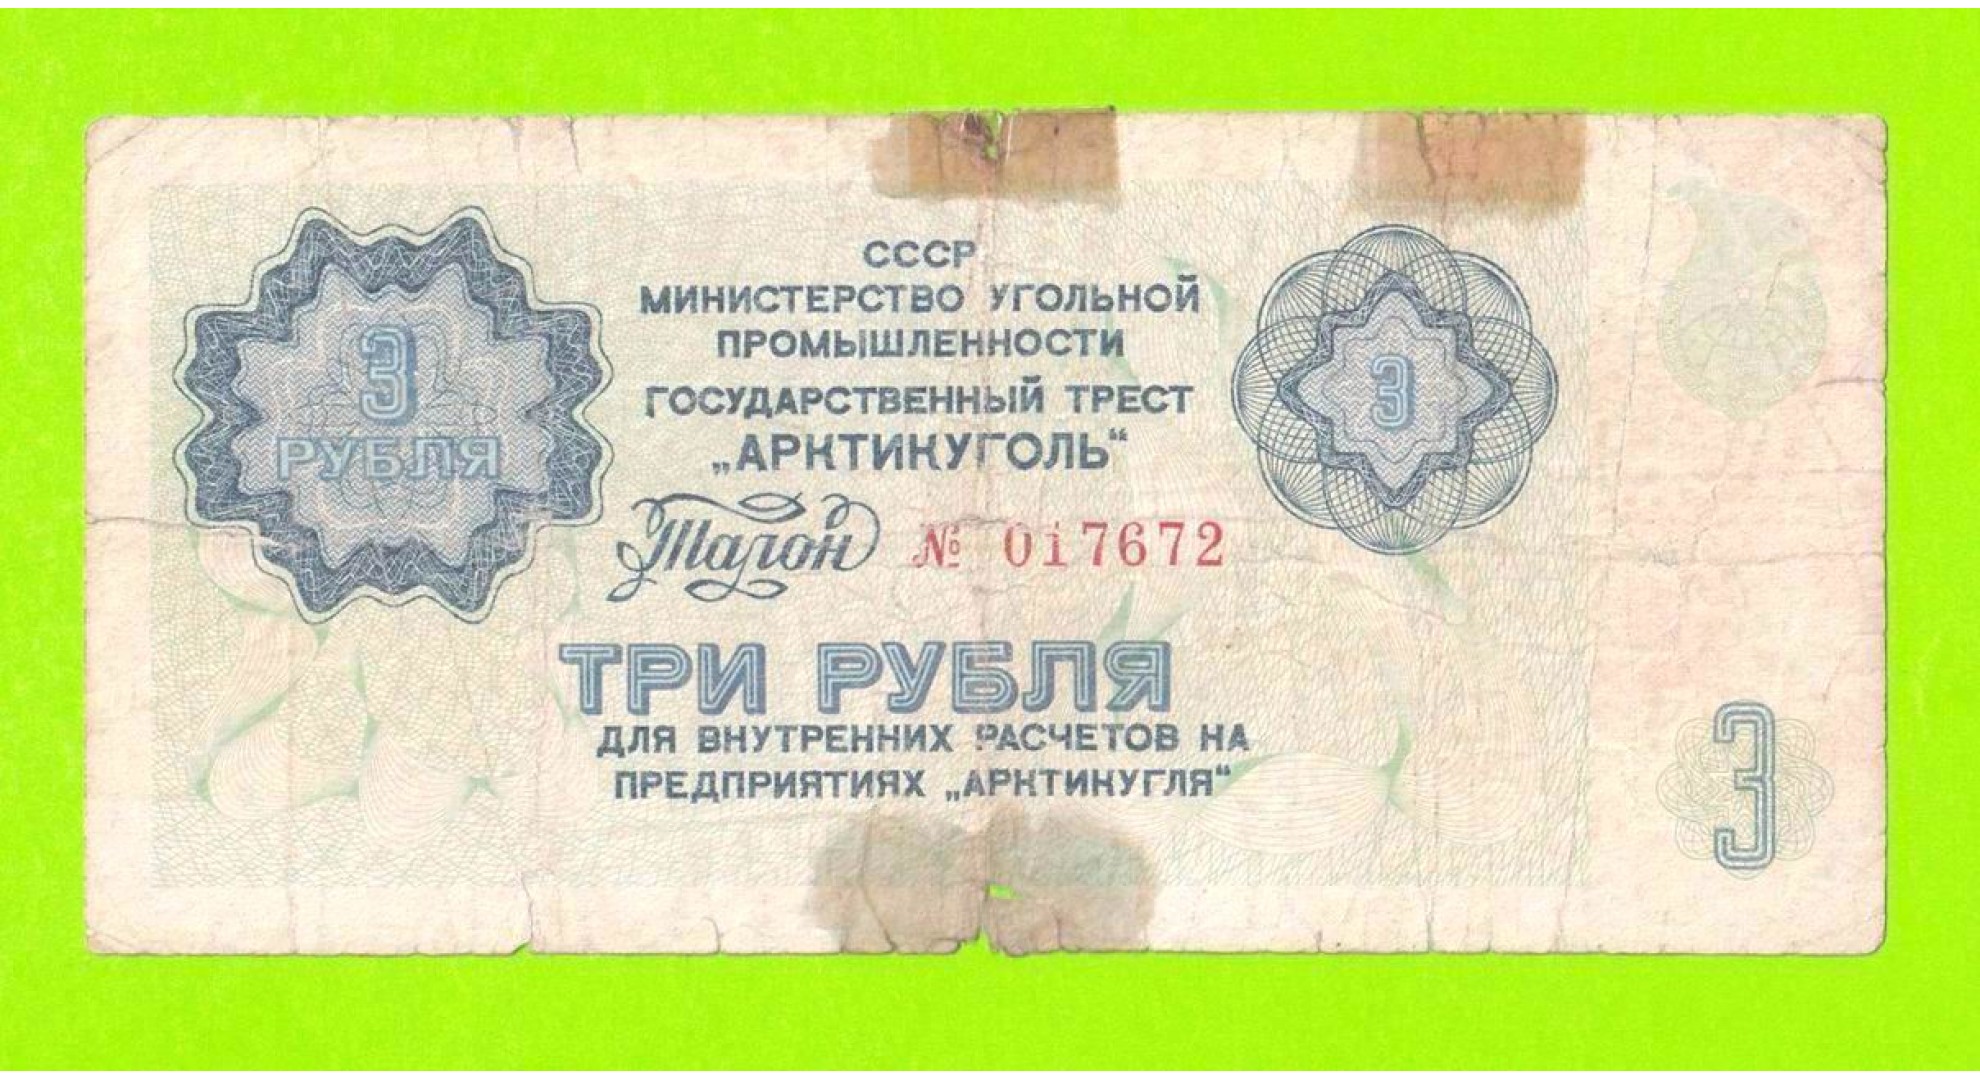 СССР
МИНИСТЕРСТВО УГОЛЬНОЙ
ПРОМЫШЛЕННОСТИ
ГОСУДАРСТВЕННЫЙ ТРЕСТ
„АРКТИКУГОЛЬ“
3
РУБЛЯ
3
Талон № 017672
ТРИ РУБЛЯ
ДЛЯ ВНУТРЕННИХ РАСЧЕТОВ НА
ПРЕДПРИЯТИЯХ „АРКТИКУГЛЯ“
3